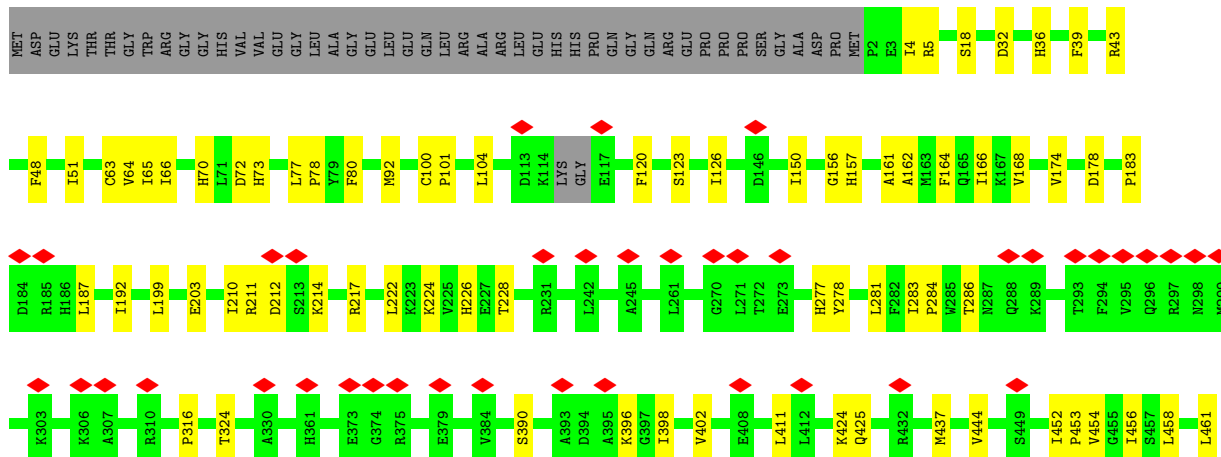 MET ASP GLU LYS THR THR GLY TRP ARG GLY GLY HIS VAL VAL GLU GLY LEU ALA GLY GLU LEU GLU GLN LEU ARG ALA ARG LEU GLU HIS HIS PRO GLN GLY GLN ARG GLU PRO PRO PRO SER GLY ALA ASP PRO MET P2 E3 I4 R5 S18 D32 H36 F39 R43
F48 I51 C63 V64 I65 I66 H70 L71 D72 H73 L77 P78 Y79 F80 M92 C100 P101 L104 D113 K114 LYS GLY E117 F120 S123 I126 D146 I150 G156 H157 A161 A162 M163 F164 Q165 I166 K167 V168 V174 D178 P183
D184 R185 H186 L187 I192 L199 E203 I210 R211 D212 S213 K214 R217 L222 K223 K224 V225 H226 E227 T228 R231 L242 A245 L261 G270 L271 T272 E273 H277 Y278 L281 F282 I283 P284 W285 T286 N287 Q288 K289 T293 F294 V295 Q296 R297 N298
K303 K306 A307 R310 P316 T324 A330 H361 E373 G374 R375 E379 V384 S390 A393 D394 A395 K396 G397 I398 V402 E408 L411 L412 K424 Q425 R432 M437 V444 S449 I452 P453 V454 G455 I456 S457 L458 L461